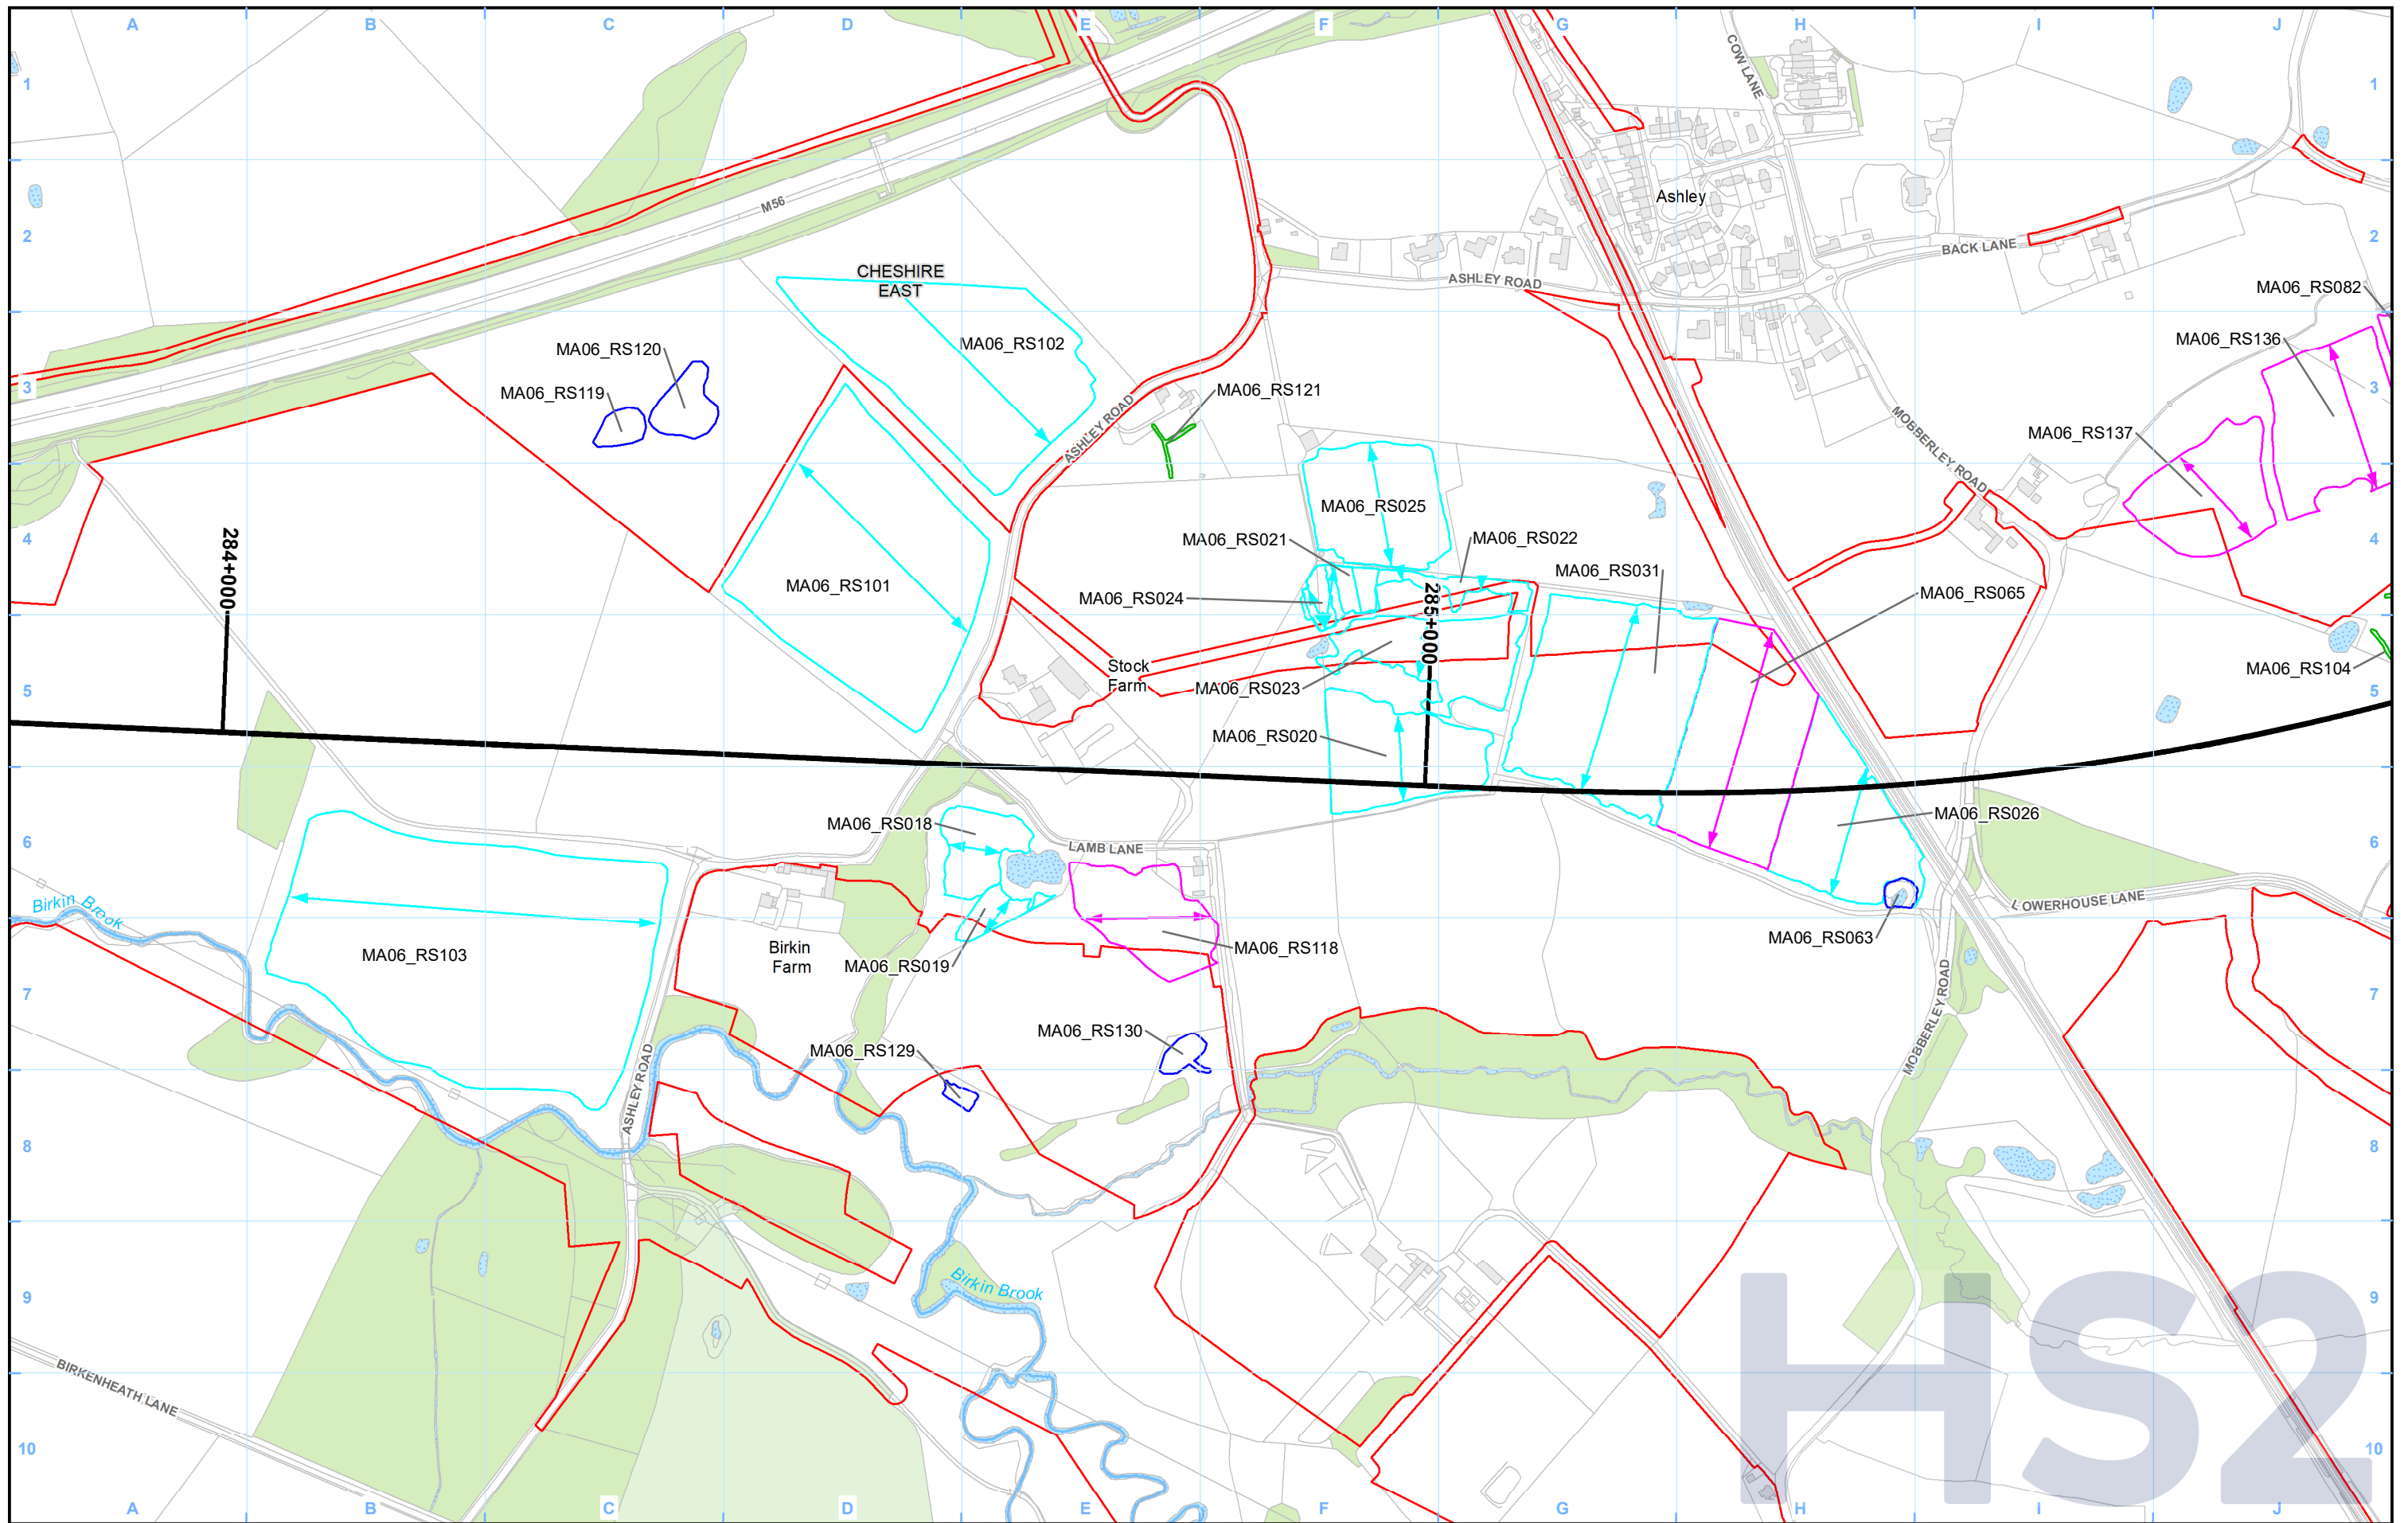 A B C D E F G H I J
1 1
COW LANE
M56
Ashley
2 2
BACK LANE
CHESHIRE
EAST
ASHLEY ROAD
MA06_RS082
MA06_RS102
MA06_RS136
MA06_RS120
3 3
MA06_RS119
MA06_RS121
ASHLEY ROAD
MOBBERLEY ROAD
MA06_RS137
MA06_RS025
284+000
4 4
MA06_RS021
MA06_RS022
MA06_RS031
MA06_RS101
MA06_RS024
MA06_RS065
285+000
Stock
Farm
MA06_RS104
MA06_RS023
5 5
MA06_RS020
MA06_RS018
MA06_RS026
LAMB LANE
6 6
Birkin Brook
LOWERHOUSE LANE
MA06_RS063
MA06_RS103
Birkin
Farm
MA06_RS118
MA06_RS019
7 7
MOBBERLEY ROAD
MA06_RS130
MA06_RS129
ASHLEY ROAD
8 8
Birkin Brook
9 9
BIRKENHEATH LANE
HS2
10 10
A B C D E F G H I J